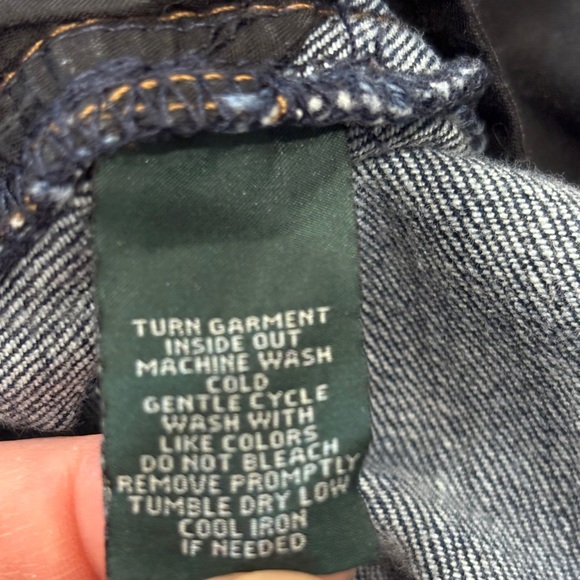 TURN GARMENT
INSIDE OUT
MACHINE WASH
COLD
GENTLE CYCLE
WASH WITH
LIKE COLORS
DO NOT BLEACH
REMOVE PROMPTLY
TUMBLE DRY LOW
COOL IRON
IF NEEDED